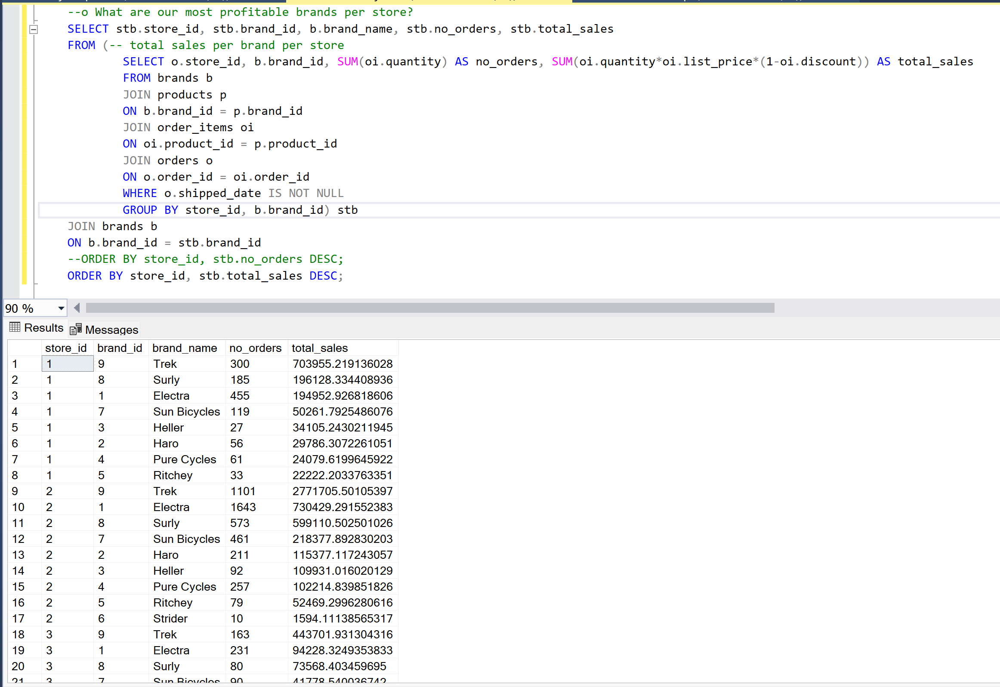 --o What are our most profitable brands per store?
SELECT stb.store_id, stb.brand_id, b.brand_name, stb.no_orders, stb.total_sales
FROM (-- total sales per brand per store
SELECT o.store_id, b.brand_id, SUM(oi.quantity) AS no_orders, SUM(oi.quantity*oi.list_price*(1-oi.discount)) AS total_sales
FROM brands b
JOIN products p
ON b.brand_id = p.brand_id
JOIN order_items oi
ON oi.product_id = p.product_id
JOIN orders o
ON o.order_id = oi.order_id
WHERE o.shipped_date IS NOT NULL
GROUP BY store_id, b.brand_id) stb
JOIN brands b
ON b.brand_id = stb.brand_id
--ORDER BY store_id, stb.no_orders DESC;
ORDER BY store_id, stb.total_sales DESC;
90 %
Results Messages
store_id brand_id brand_name no_orders total_sales
1 1 9 Trek 300 703955.219136028
2 1 8 Surly 185 196128.334408936
3 1 1 Electra 455 194952.926818606
4 1 7 Sun Bicycles 119 50261.7925486076
5 1 3 Heller 27 34105.2430211945
6 1 2 Haro 56 29786.3072261051
7 1 4 Pure Cycles 61 24079.6199645922
8 1 5 Ritchey 33 22222.2033763351
9 2 9 Trek 1101 2771705.50105397
10 2 1 Electra 1643 730429.291552383
11 2 8 Surly 573 599110.502501026
12 2 7 Sun Bicycles 461 218377.892830203
13 2 2 Haro 211 115377.117243057
14 2 3 Heller 92 109931.016020129
15 2 4 Pure Cycles 257 102214.839851826
16 2 5 Ritchey 79 52469.2996280616
17 2 6 Strider 10 1594.11138565317
18 3 9 Trek 163 443701.931304316
19 3 1 Electra 231 94228.3249353833
20 3 8 Surly 80 73568.403459695
21 3 7 Sun Bicycles 90 41778.540036742